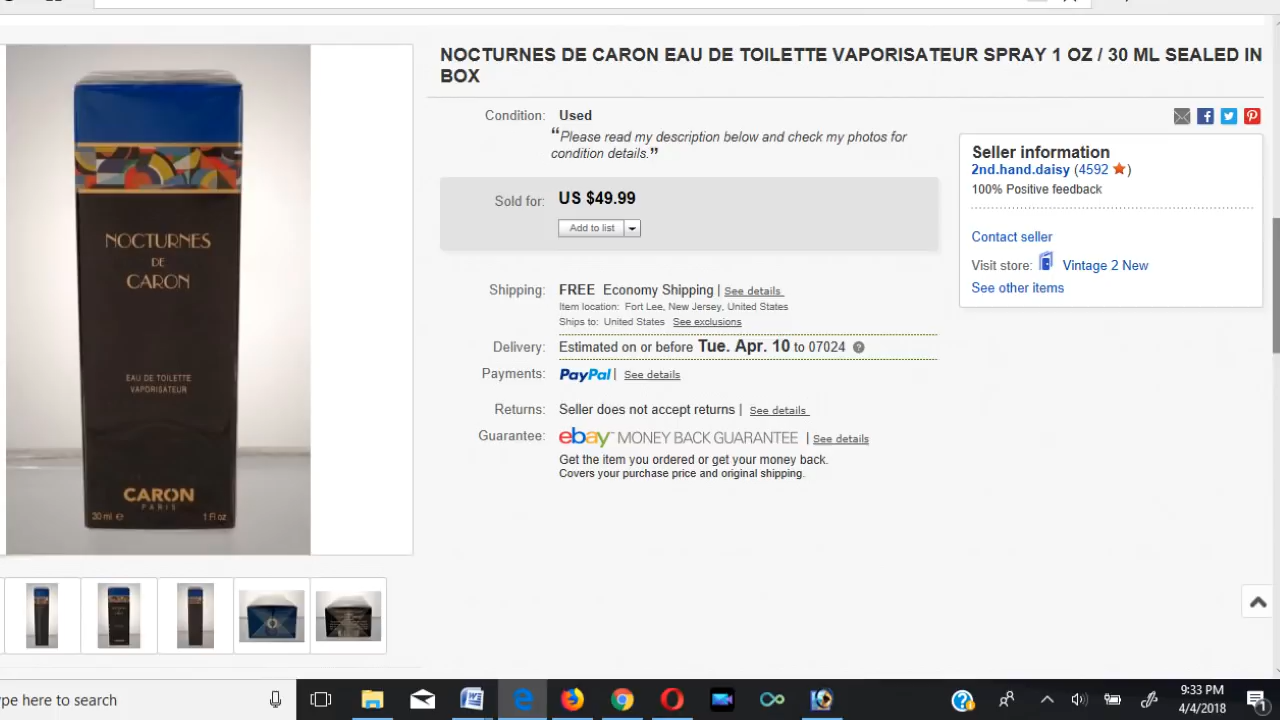 NOCTURNES DE CARON EAU DE TOILETTE VAPORISATEUR SPRAY 1 OZ / 30 ML SEALED IN
BOX
Condition: Used
“Please read my description below and check my photos for
condition details.”
Sold for: US $49.99
Add to list
Shipping: FREE Economy Shipping | See details
Item location: Fort Lee, New Jersey, United States
Ships to: United States See exclusions
Delivery: Estimated on or before Tue. Apr. 10 to 07024 ?
Payments: PayPal | See details
Returns: Seller does not accept returns | See details
Guarantee: ebay MONEY BACK GUARANTEE | See details
Get the item you ordered or get your money back.
Covers your purchase price and original shipping.
Seller information
2nd.hand.daisy (4592 ★)
100% Positive feedback
Contact seller
Visit store: Vintage 2 New
See other items
NOCTURNES
DE
CARON
EAU DE TOILETTE
VAPORISATEUR
CARON
PARIS
30 ml ℮ 1 fl oz
ype here to search
9:33 PM
4/4/2018